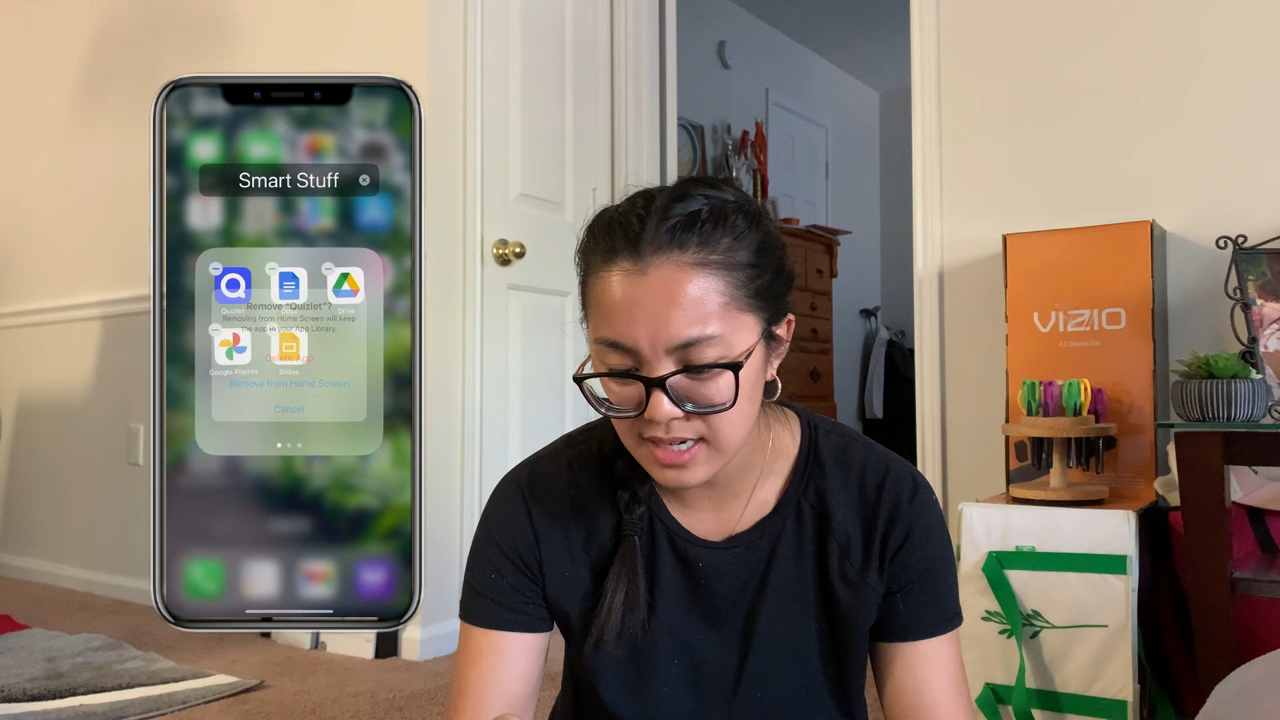 Smart Stuff
Quizlet
Drive
Remove "Quizlet"?
Removing from Home Screen will keep
the app in your App Library.
Delete App
Google Photos
Slides
Remove from Home Screen
Cancel
VIZIO